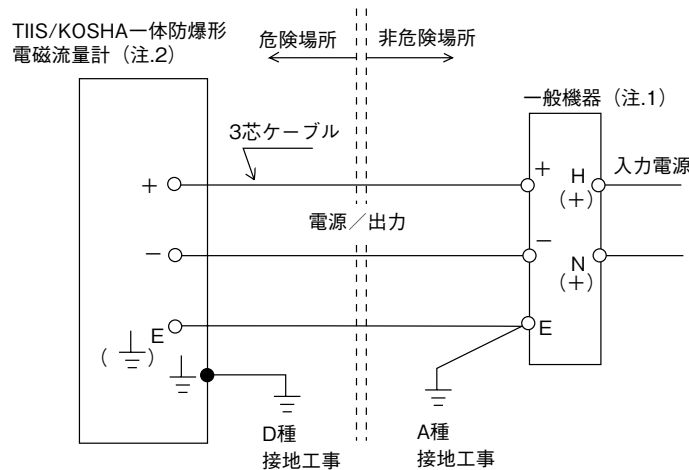 TIIS/KOSHA一体防爆形
電磁流量計（注.2）
危険場所
非危険場所
一般機器（注.1）
3芯ケーブル
+
+
H
(+)
入力電源
電源／出力
−
−
N
(+)
E
(⏚)
E
D種
接地工事
A種
接地工事